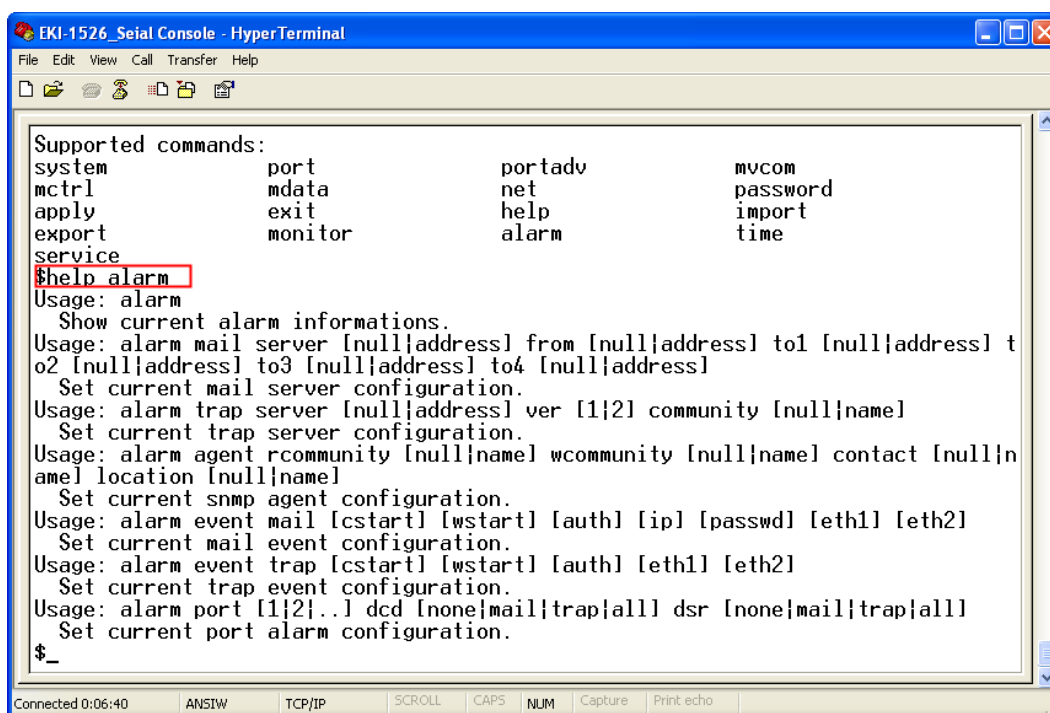 EKI-1526_Seial Console - HyperTerminal
File Edit View Call Transfer Help
Supported commands:
system port portadv mvcom
mctrl mdata net password
apply exit help import
export monitor alarm time
service
$help alarm
Usage: alarm
Show current alarm informations.
Usage: alarm mail server [null|address] from [null|address] to1 [null|address] t
o2 [null|address] to3 [null|address] to4 [null|address]
Set current mail server configuration.
Usage: alarm trap server [null|address] ver [1|2] community [null|name]
Set current trap server configuration.
Usage: alarm agent rcommunity [null|name] wcommunity [null|name] contact [null|n
ame] location [null|name]
Set current snmp agent configuration.
Usage: alarm event mail [cstart] [wstart] [auth] [ip] [passwd] [eth1] [eth2]
Set current mail event configuration.
Usage: alarm event trap [cstart] [wstart] [auth] [eth1] [eth2]
Set current trap event configuration.
Usage: alarm port [1|2|..] dcd [none|mail|trap|all] dsr [none|mail|trap|all]
Set current port alarm configuration.
$_
Connected 0:06:40 ANSIW TCP/IP SCROLL CAPS NUM Capture Print echo